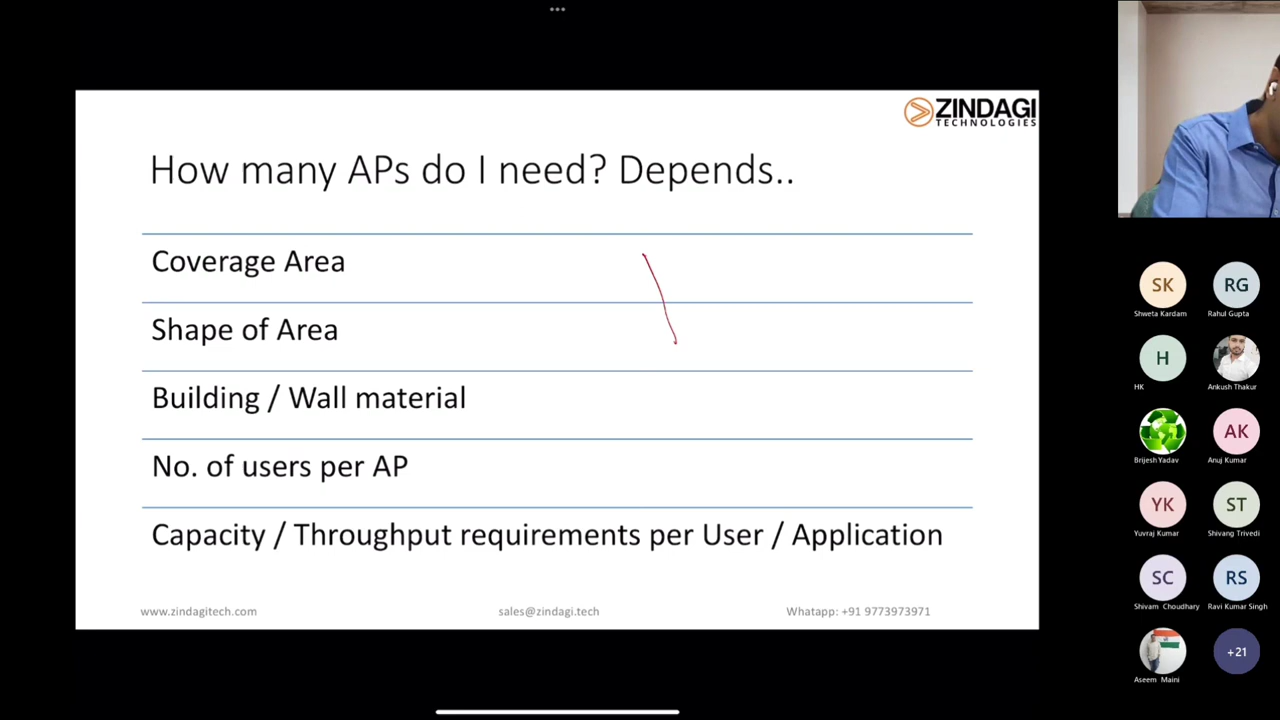 ZINDAGI
TECHNOLOGIES
How many APs do I need? Depends..
Coverage Area
Shape of Area
Building / Wall material
No. of users per AP
Capacity / Throughput requirements per User / Application
www.zindagitech.com
sales@zindagi.tech
Whatapp: +91 9773973971
SK
RG
Shweta Kardam
Rahul Gupta
H
HK
Ankush Thakur
AK
Brijesh Yadav
Anuj Kumar
YK
ST
Yuvraj Kumar
Shivang Trivedi
SC
RS
Shivam Choudhary
Ravi Kumar Singh
+21
Aseem Maini